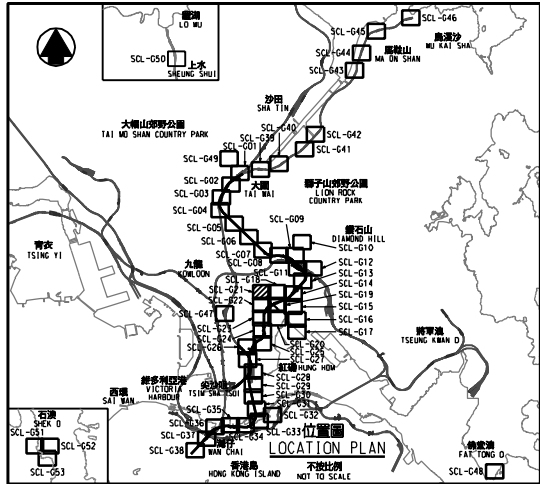 羅湖
LO WU
SCL-G50
上水
SHEUNG SHUI
SCL-G46
SCL-G45
烏溪沙
WU KAI SHA
SCL-G44
馬鞍山
MA ON SHAN
SCL-G43
沙田
SHA TIN
大帽山郊野公園
TAI MO SHAN COUNTRY PARK
SCL-G40
SCL-G39
SCL-G42
SCL-G01
SCL-G41
SCL-G49
SCL-G02
大圍
TAI WAI
獅子山郊野公園
LION ROCK
COUNTRY PARK
SCL-G03
SCL-G04
SCL-G05
SCL-G09
SCL-G06
鑽石山
DIAMOND HILL
SCL-G10
青衣
TSING YI
SCL-G07
SCL-G08
九龍
KOWLOON
SCL-G11
SCL-G12
SCL-G13
SCL-G18
SCL-G14
SCL-G21
SCL-G19
SCL-G22
SCL-G15
SCL-G47
SCL-G16
SCL-G23
SCL-G17
SCL-G24
將軍澳
TSEUNG KWAN O
SCL-G20
SCL-G26
SCL-G27
紅磡
HUNG HOM
SCL-G28
維多利亞港
VICTORIA
HARBOUR
尖沙咀
TSIM SHA TSUI
SCL-G29
西環
SAI WAN
SCL-G30
SCL-G31
SCL-G35
SCL-G32
SCL-G36
SCL-G33
SCL-G34
SCL-G37
灣仔
WAN CHAI
SCL-G38
香港島
HONG KONG ISLAND
石澳
SHEK O
SCL-G51
SCL-G52
SCL-G53
位置圖
LOCATION PLAN
不按比例
NOT TO SCALE
佛堂澳
FAT TONG O
SCL-G48